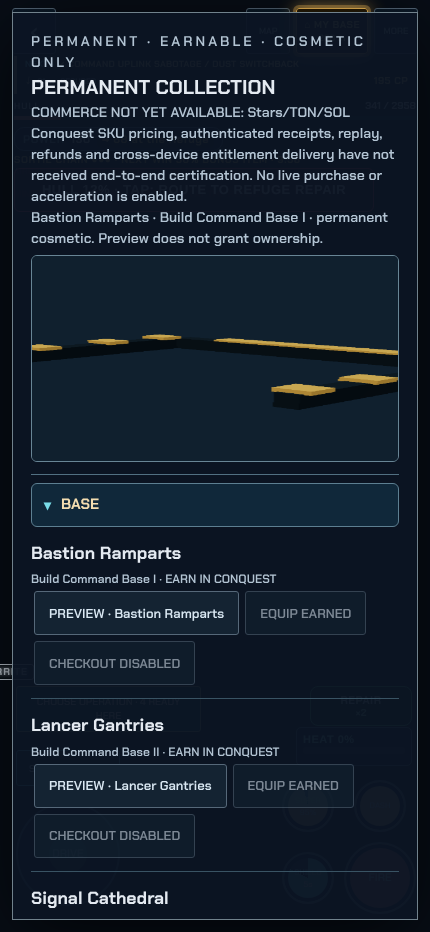 PERMANENT · EARNABLE · COSMETIC
ONLY
PERMANENT COLLECTION
COMMERCE NOT YET AVAILABLE: Stars/TON/SOL
Conquest SKU pricing, authenticated receipts, replay,
refunds and cross-device entitlement delivery have not
received end-to-end certification. No live purchase or
acceleration is enabled.
Bastion Ramparts · Build Command Base I · permanent
cosmetic. Preview does not grant ownership.
▼ BASE
Bastion Ramparts
Build Command Base I · EARN IN CONQUEST
PREVIEW · Bastion Ramparts
EQUIP EARNED
CHECKOUT DISABLED
Lancer Gantries
Build Command Base II · EARN IN CONQUEST
REPAIR
HEAT 0%
PREVIEW · Lancer Gantries
EQUIP EARNED
CHECKOUT DISABLED
Signal Cathedral